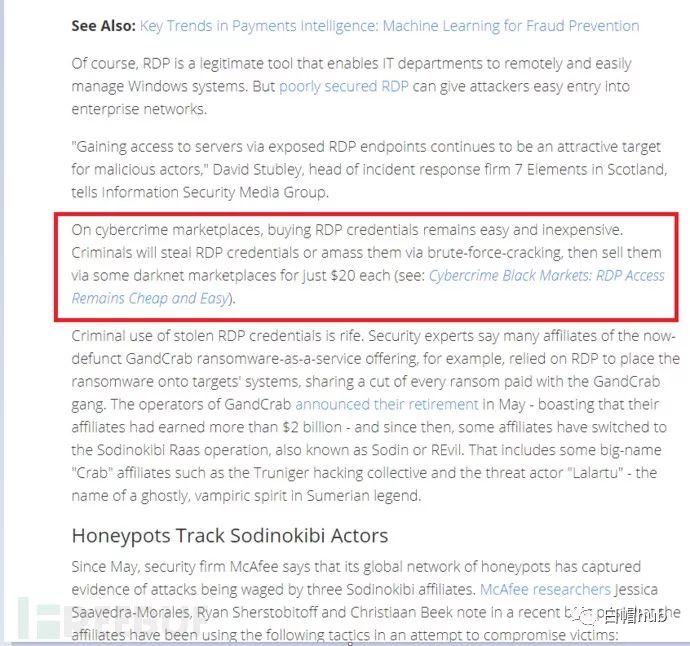 See Also: Key Trends in Payments Intelligence: Machine Learning for Fraud Prevention
Of course, RDP is a legitimate tool that enables IT departments to remotely and easily
manage Windows systems. But poorly secured RDP can give attackers easy entry into
enterprise networks.
"Gaining access to servers via exposed RDP endpoints continues to be an attractive target
for malicious actors," David Stubley, head of incident response firm 7 Elements in Scotland,
tells Information Security Media Group.
On cybercrime marketplaces, buying RDP credentials remains easy and inexpensive.
Criminals will steal RDP credentials or amass them via brute-force-cracking, then sell them
via some darknet marketplaces for just $20 each (see: Cybercrime Black Markets: RDP Access
Remains Cheap and Easy).
Criminal use of stolen RDP credentials is rife. Security experts say many affiliates of the now-
defunct GandCrab ransomware-as-a-service offering, for example, relied on RDP to place the
ransomware onto targets' systems, sharing a cut of every ransom paid with the GandCrab
gang. The operators of GandCrab announced their retirement in May - boasting that their
affiliates had earned more than $2 billion - and since then, some affiliates have switched to
the Sodinokibi Raas operation, also known as Sodin or REvil. That includes some big-name
"Crab" affiliates such as the Truniger hacking collective and the threat actor "Lalartu" - the
name of a ghostly, vampiric spirit in Sumerian legend.
Honeypots Track Sodinokibi Actors
Since May, security firm McAfee says that its global network of honeypots has captured
evidence of attacks being waged by three Sodinokibi affiliates. McAfee researchers Jessica
Saavedra-Morales, Ryan Sherstobitoff and Christiaan Beek note in a recent
affiliates have been using the following tactics in an attempt to compromise victims:
白帽hub